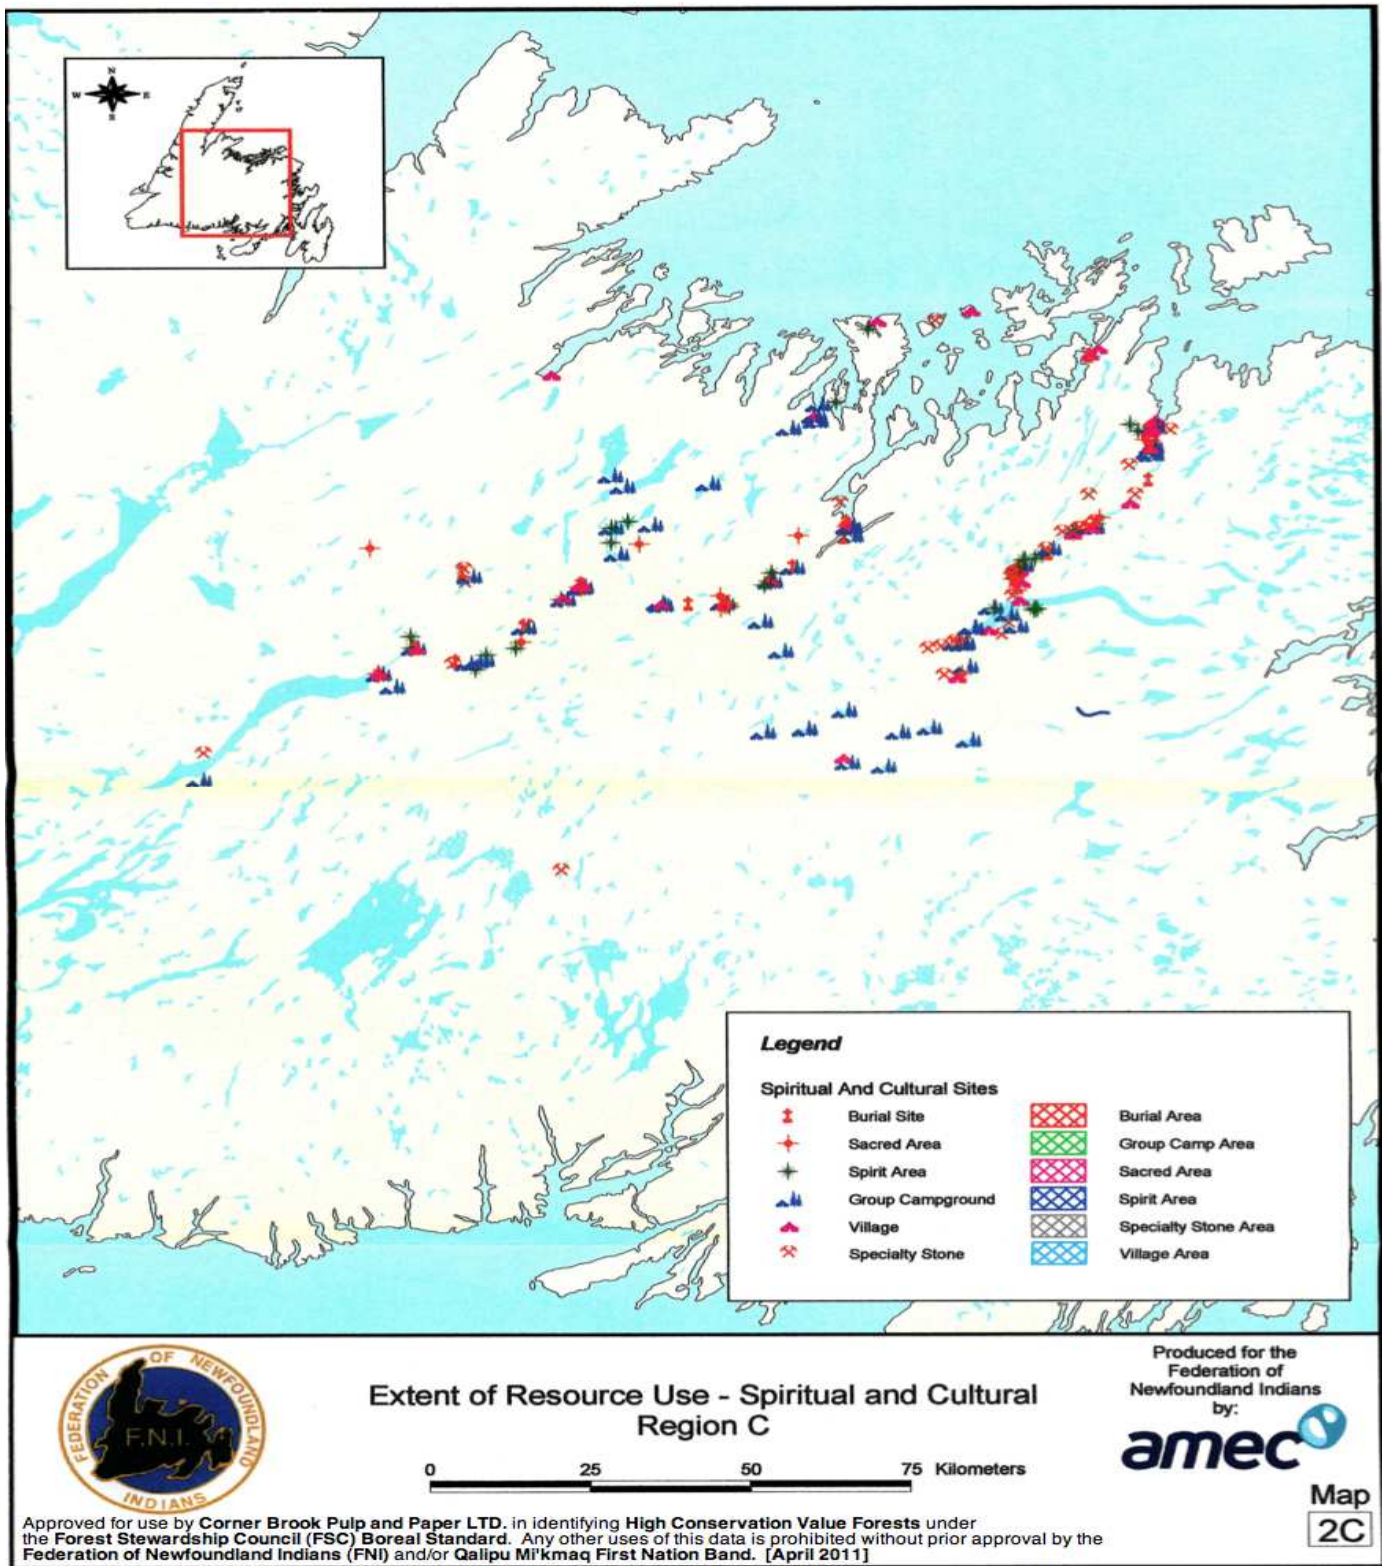 N
W E
S
Legend
Spiritual And Cultural Sites
Burial Site
Sacred Area
Spirit Area
Group Campground
Village
Specialty Stone
Burial Area
Group Camp Area
Sacred Area
Spirit Area
Specialty Stone Area
Village Area
FEDERATION OF NEWFOUNDLAND INDIANS
F.N.I.
Extent of Resource Use - Spiritual and Cultural
Region C
0 25 50 75 Kilometers
Produced for the
Federation of
Newfoundland Indians
by:
amec
Map
2C
Approved for use by Corner Brook Pulp and Paper LTD. in identifying High Conservation Value Forests under
the Forest Stewardship Council (FSC) Boreal Standard. Any other uses of this data is prohibited without prior approval by the
Federation of Newfoundland Indians (FNI) and/or Qalipu Mi'kmaq First Nation Band. [April 2011]